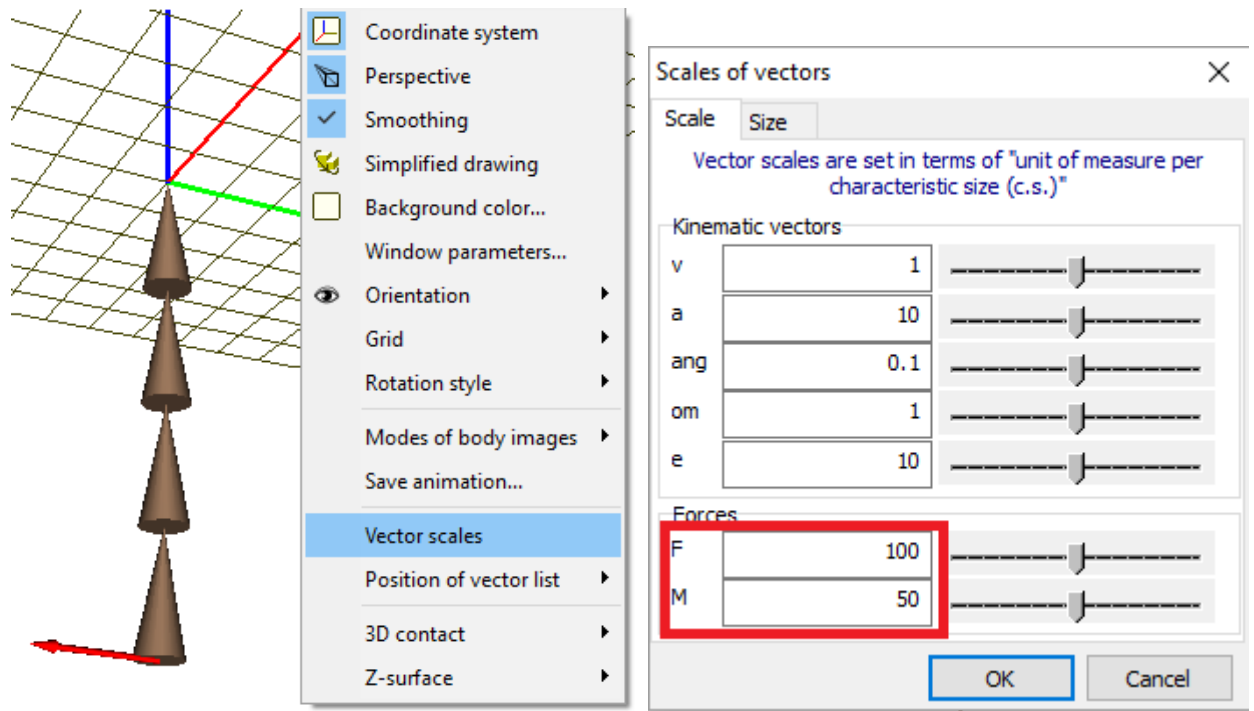 Coordinate system
Perspective
Smoothing
Simplified drawing
Background color...
Window parameters...
Orientation
Grid
Rotation style
Modes of body images
Save animation...
Vector scales
Position of vector list
3D contact
Z-surface
Scales of vectors
Scale Size
Vector scales are set in terms of "unit of measure per
characteristic size (c.s.)"
Kinematic vectors
v 1
a 10
ang 0.1
om 1
e 10
Forces
F 100
M 50
OK Cancel